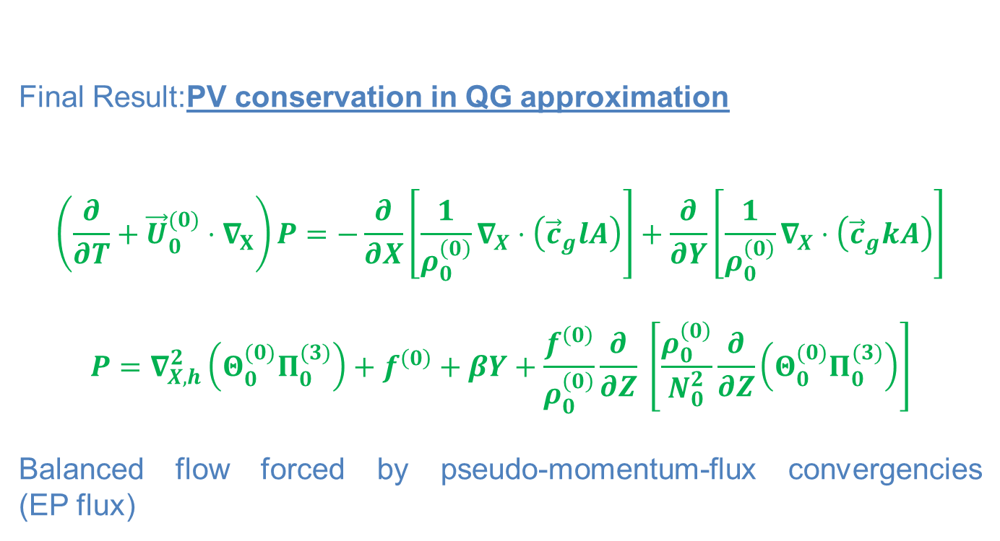 Final Result:PV conservation in QG approximation
$$\left(\frac{\partial}{\partial T} + \vec{U}_0^{(0)} \cdot \nabla_{\mathrm{X}}\right) P = -\frac{\partial}{\partial X}\left[\frac{1}{\rho_0^{(0)}} \nabla_X \cdot \left(\vec{c}_g l A\right)\right] + \frac{\partial}{\partial Y}\left[\frac{1}{\rho_0^{(0)}} \nabla_X \cdot \left(\vec{c}_g k A\right)\right]$$
$$P = \nabla_{X,h}^2 \left(\Theta_0^{(0)} \Pi_0^{(3)}\right) + f^{(0)} + \beta Y + \frac{f^{(0)}}{\rho_0^{(0)}} \frac{\partial}{\partial Z}\left[\frac{\rho_0^{(0)}}{N_0^2} \frac{\partial}{\partial Z}\left(\Theta_0^{(0)} \Pi_0^{(3)}\right)\right]$$
Balanced flow forced by pseudo-momentum-flux convergencies
(EP flux)